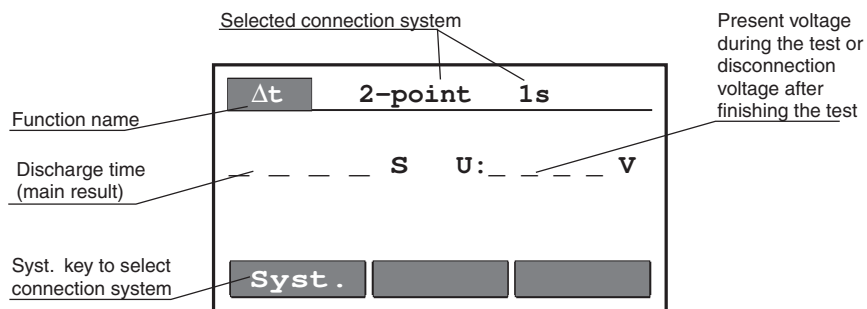 Selected connection system
Present voltage
during the test or
disconnection
voltage after
finishing the test
Δt 2-point 1s
Function name
Discharge time
(main result)
_ _ _ _ S U:_ _ _ _ V
Syst. key to select
connection system
Syst.